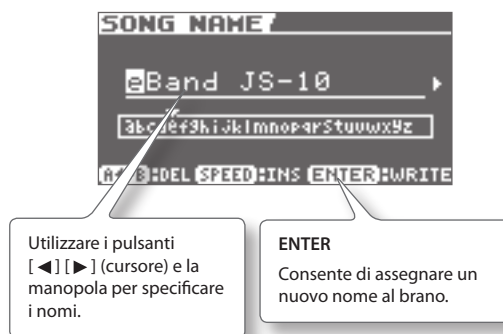 SONG NAME
eBand JS-10
abcdefghijklmnopqrstuvwxyz
:DEL (SPEED):INS (ENTER):WRITE
Utilizzare i pulsanti
[ ◀ ] [ ▶ ] (cursore) e la
manopola per specificare
i nomi.
ENTER
Consente di assegnare un
nuovo nome al brano.